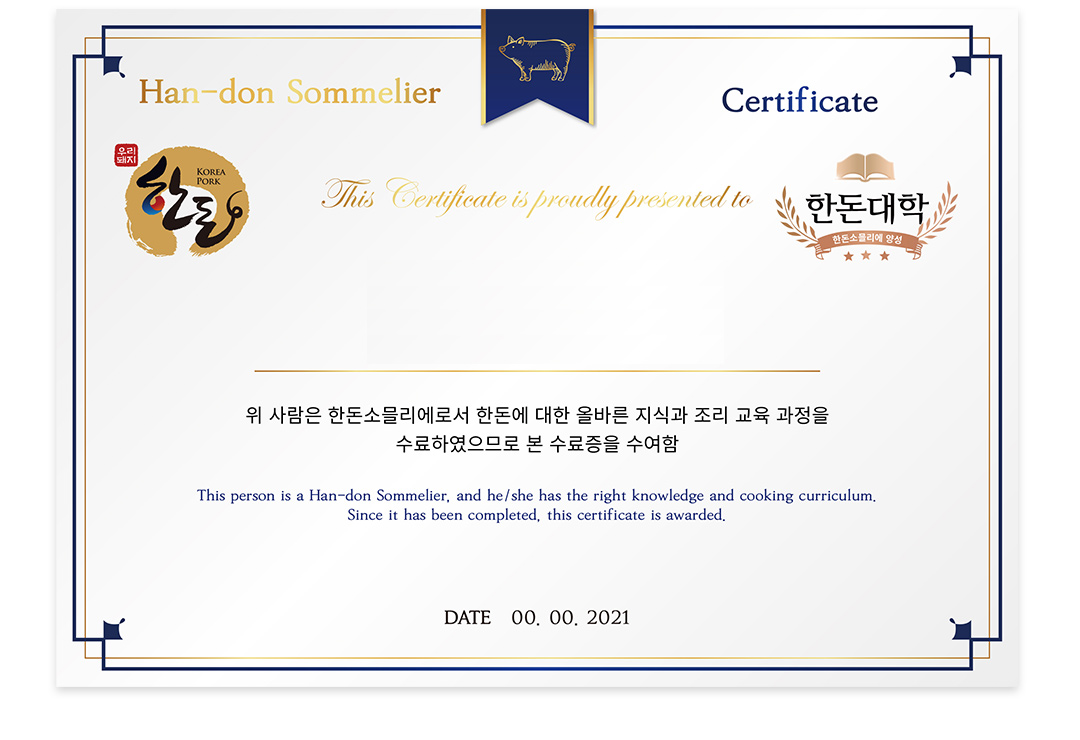 Han-don Sommelier
Certificate
우리
돼지
한돈
KOREA
PORK
This Certificate is proudly presented to
한돈대학
한돈소믈리에 양성
위 사람은 한돈소믈리에로서 한돈에 대한 올바른 지식과 조리 교육 과정을
수료하였으므로 본 수료증을 수여함
This person is a Han-don Sommelier, and he/she has the right knowledge and cooking curriculum.
Since it has been completed, this certificate is awarded.
DATE 00. 00. 2021